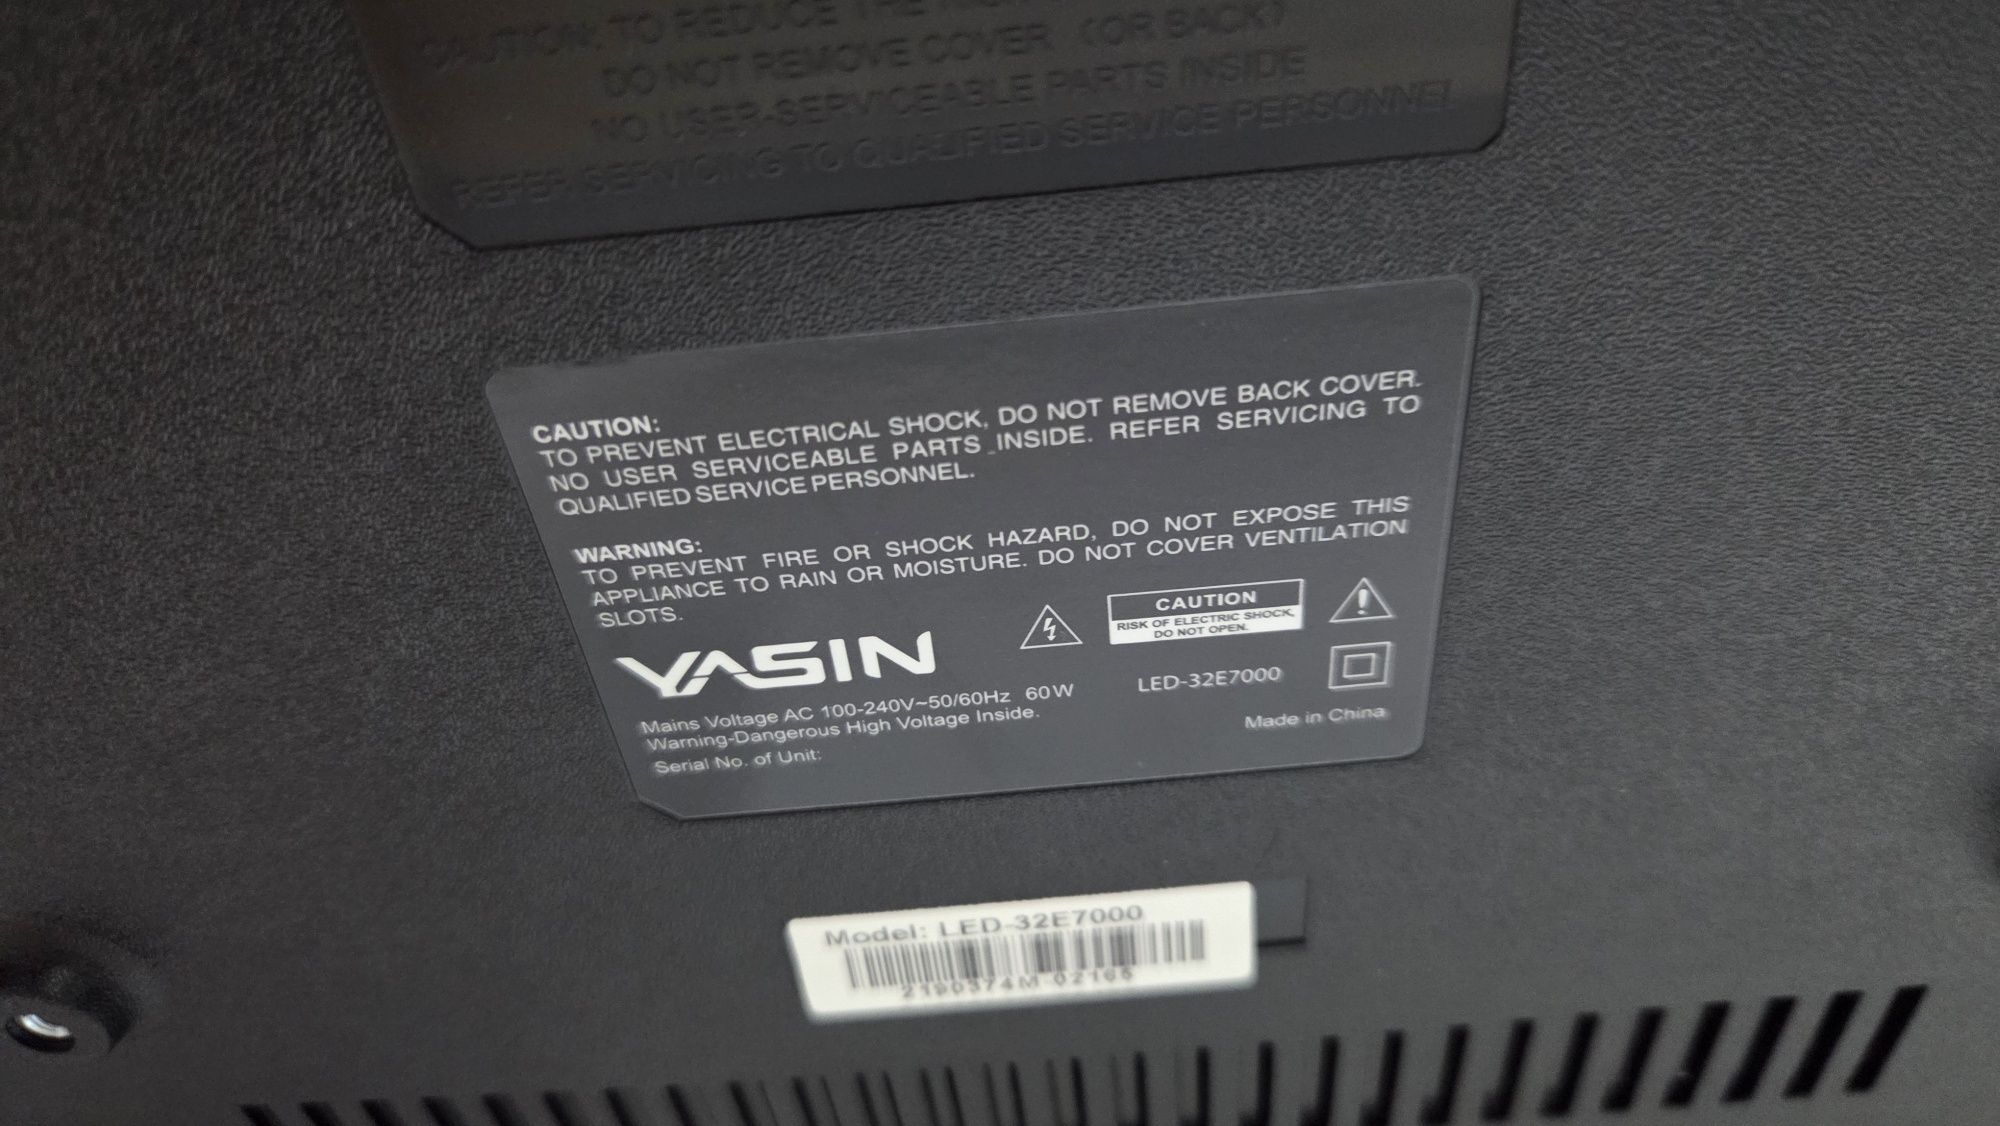 CAUTION: TO REDUCE THE
DO NOT REMOVE COVER (OR BACK)
NO USER-SERVICEABLE PARTS INSIDE
REFER SERVICING TO QUALIFIED SERVICE PERSONNEL
CAUTION:
TO PREVENT ELECTRICAL SHOCK, DO NOT REMOVE BACK COVER.
NO USER SERVICEABLE PARTS INSIDE. REFER SERVICING TO
QUALIFIED SERVICE PERSONNEL.
WARNING:
TO PREVENT FIRE OR SHOCK HAZARD, DO NOT EXPOSE THIS
APPLIANCE TO RAIN OR MOISTURE. DO NOT COVER VENTILATION
SLOTS.
CAUTION
RISK OF ELECTRIC SHOCK,
DO NOT OPEN.
YASIN
LED-32E7000
Mains Voltage AC 100-240V~50/60Hz 60W
Warning-Dangerous High Voltage Inside.
Made in China
Serial No. of Unit:
Model: LED-32E7000
2190374M-02165